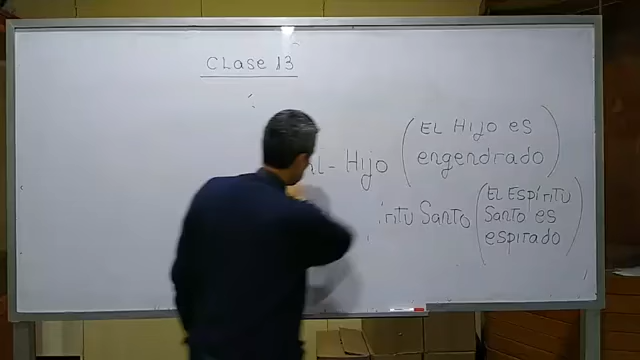 Clase 13
- Hijo (El Hijo es
engendrado)
Santo (El Espíritu
Santo es
espirado)